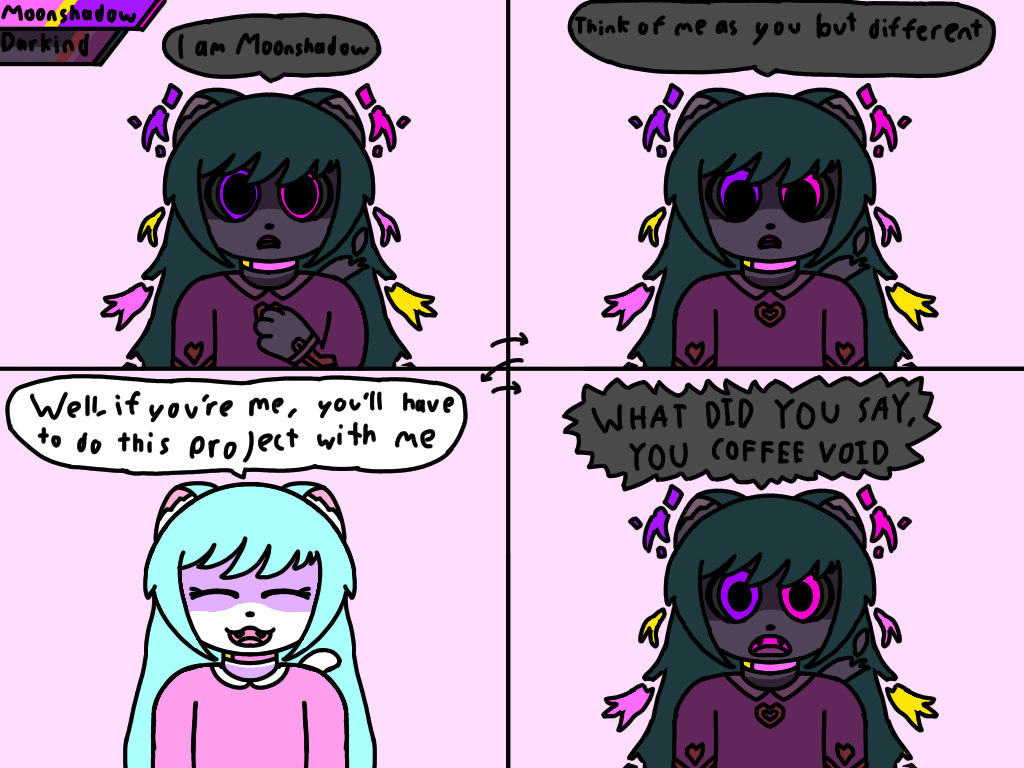 Moonshadow
Darkind
I am Moonshadow
Think of me as you but different
Well, if you're me, you'll have
to do this project with me
WHAT DID YOU SAY,
YOU COFFEE VOID